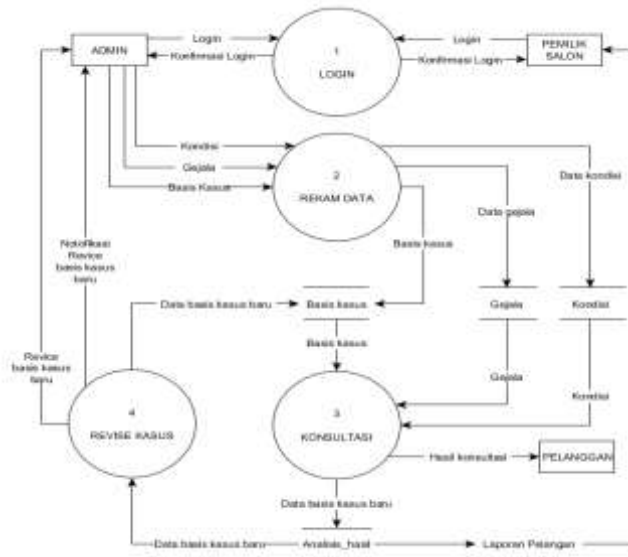 ADMIN
Login
Konfirmasi Login
1
LOGIN
Login
Konfirmasi Login
PEMILIK
SALON
Kondisi
Gejala
Basis Kasus
2
REKAM DATA
Data kondisi
Data gejala
Basis kasus
Notofikasi
Revice
basis kasus
baru
Data basis kasus baru
Basis kasus
Gejala
Kondisi
Revice
basis kasus
baru
Basis kasus
Gejala
Kondisi
4
REVISE KASUS
3
KONSULTASI
Hasil konsultasi
PELANGGAN
Data basis kasus baru
Data basis kasus baru
Analisis_hasil
Laporan Pelangan